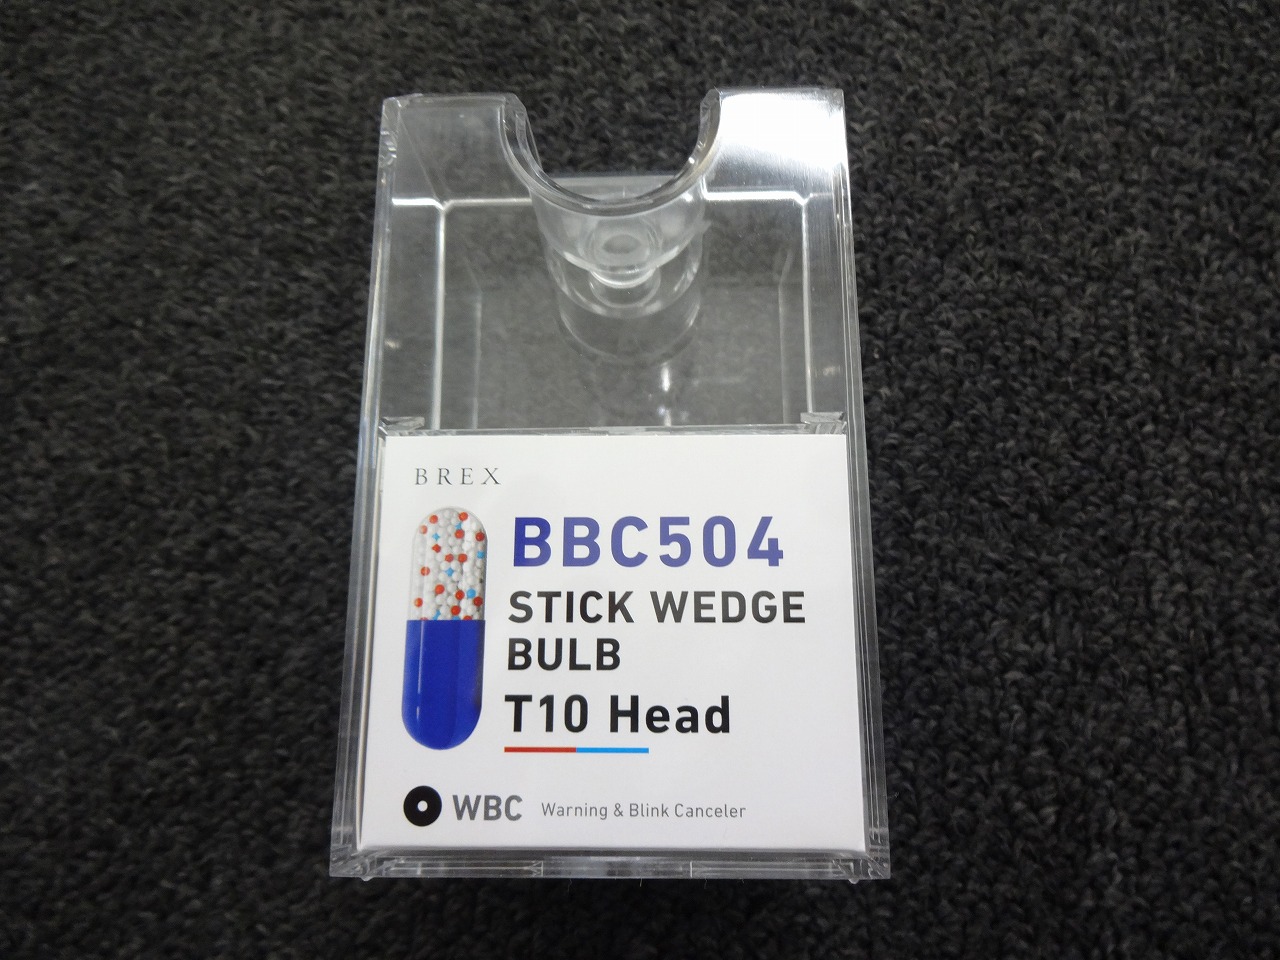 BREX
BBC504
STICK WEDGE
BULB
T10 Head
WBC Warning & Blink Canceler